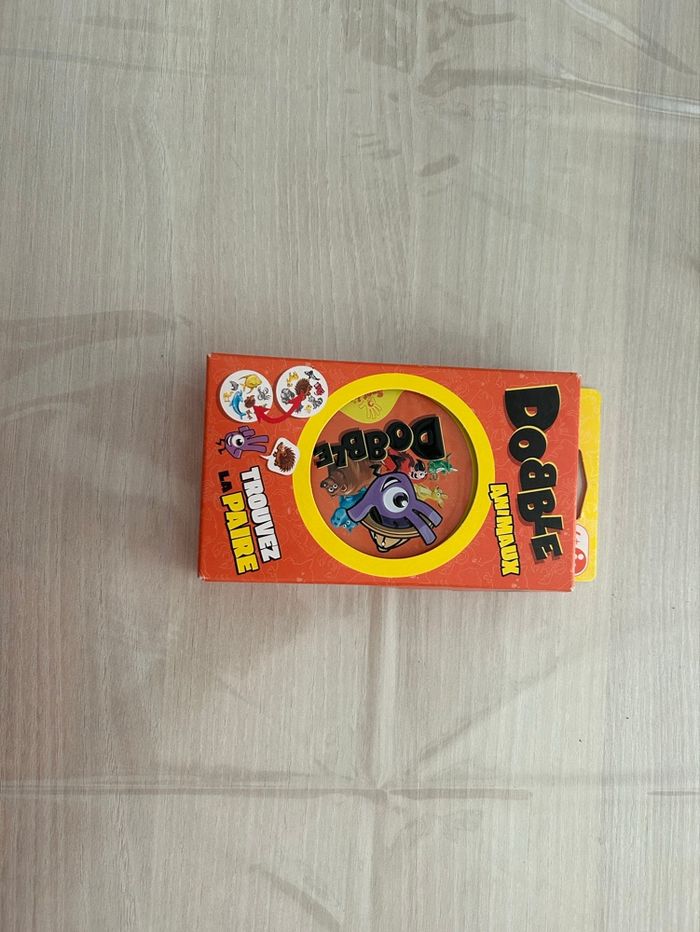 DOBBLE
ANIMAUX
DOBBLE
TROUVEZ
LA PAIRE